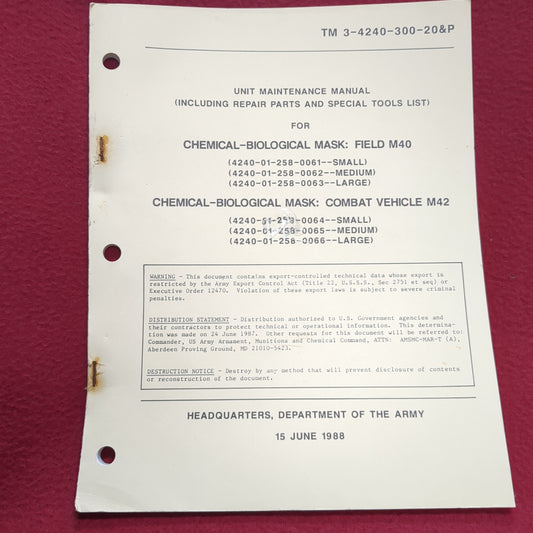 TM 3-4240-300-20&P
UNIT MAINTENANCE MANUAL
(INCLUDING REPAIR PARTS AND SPECIAL TOOLS LIST)
FOR
CHEMICAL-BIOLOGICAL MASK: FIELD M40
(4240-01-258-0061--SMALL)
(4240-01-258-0062--MEDIUM)
(4240-01-258-0063--LARGE)
CHEMICAL-BIOLOGICAL MASK: COMBAT VEHICLE M42
(4240-01-258-0064--SMALL)
(4240-01-258-0065--MEDIUM)
(4240-01-258-0066--LARGE)
WARNING - This document contains export-controlled technical data whose export is
restricted by the Army Export Control Act (Title 22, U.S.S.S., Sec 2751 et seq) or
Executive Order 12470. Violation of these export laws is subject to severe criminal
penalties.
DISTRIBUTION STATEMENT - Distribution authorized to U.S. Government agencies and
their contractors to protect technical or operational information. This determina-
tion was made on 24 June 1987. Other requests for this document will be referred to:
Commander, US Army Armament, Munitions and Chemical Command, ATTN: AMSMC-MAR-T (A),
Aberdeen Proving Ground, MD 21010-5423.
DESTRUCTION NOTICE - Destroy by any method that will prevent disclosure of contents
or reconstruction of the document.
HEADQUARTERS, DEPARTMENT OF THE ARMY
15 JUNE 1988